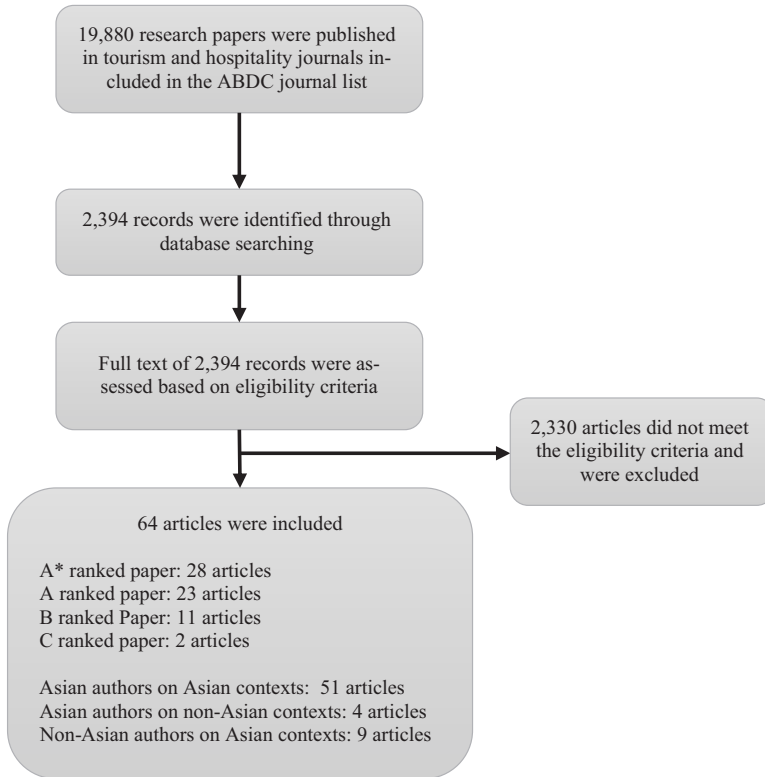 19,880 research papers were published
in tourism and hospitality journals in-
cluded in the ABDC journal list
2,394 records were identified through
database searching
Full text of 2,394 records were as-
sessed based on eligibility criteria
2,330 articles did not meet
the eligibility criteria and
were excluded
64 articles were included
A* ranked paper: 28 articles
A ranked paper: 23 articles
B ranked Paper: 11 articles
C ranked paper: 2 articles
Asian authors on Asian contexts:  51 articles
Asian authors on non-Asian contexts: 4 articles
Non-Asian authors on Asian contexts: 9 articles